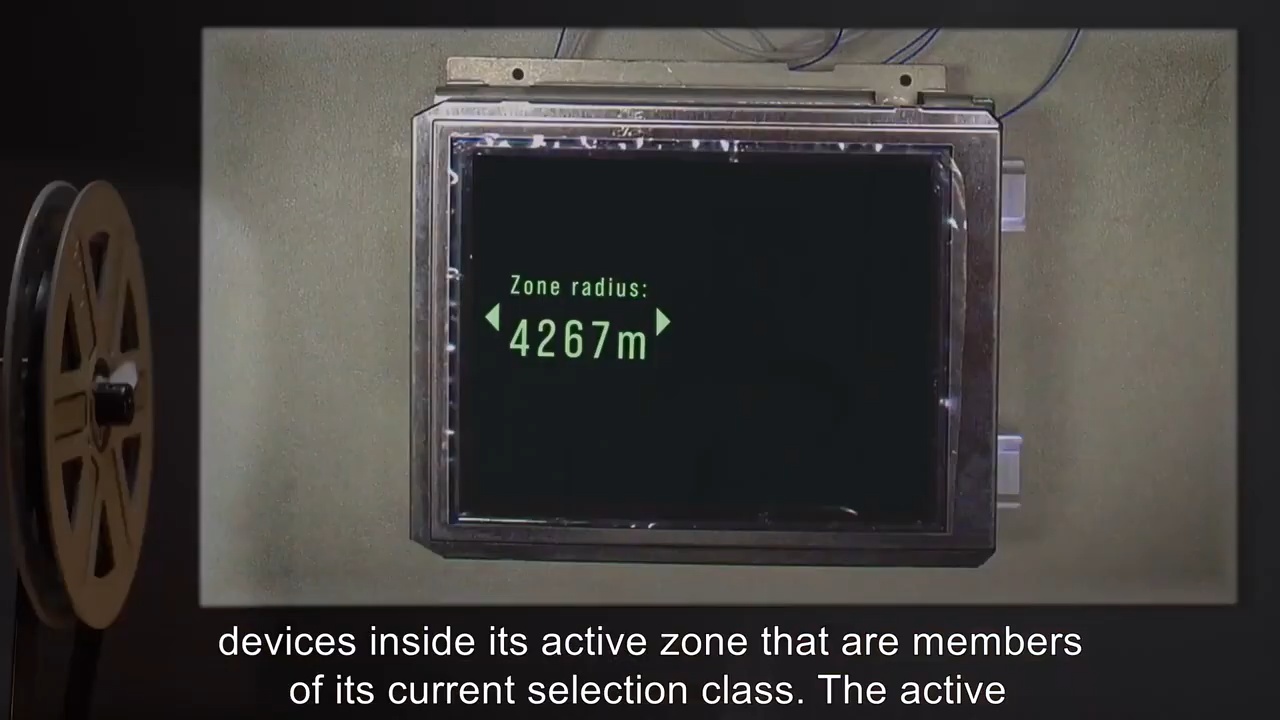 Zone radius:
4267m
devices inside its active zone that are members
of its current selection class. The active